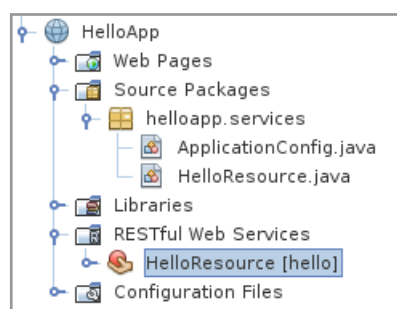 HelloApp
Web Pages
Source Packages
helloapp.services
ApplicationConfig.java
HelloResource.java
Libraries
RESTful Web Services
HelloResource [hello]
Configuration Files